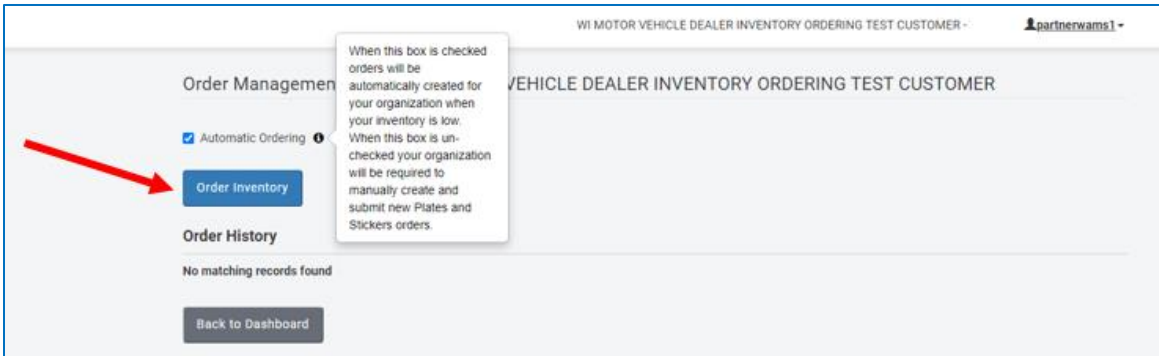 WI MOTOR VEHICLE DEALER INVENTORY ORDERING TEST CUSTOMER -
partnerwams1
Order Managemen
VEHICLE DEALER INVENTORY ORDERING TEST CUSTOMER
Automatic Ordering
When this box is checked
orders will be
automatically created for
your organization when
your inventory is low.
When this box is un-
checked your organization
will be required to
manually create and
submit new Plates and
Stickers orders.
Order Inventory
Order History
No matching records found
Back to Dashboard